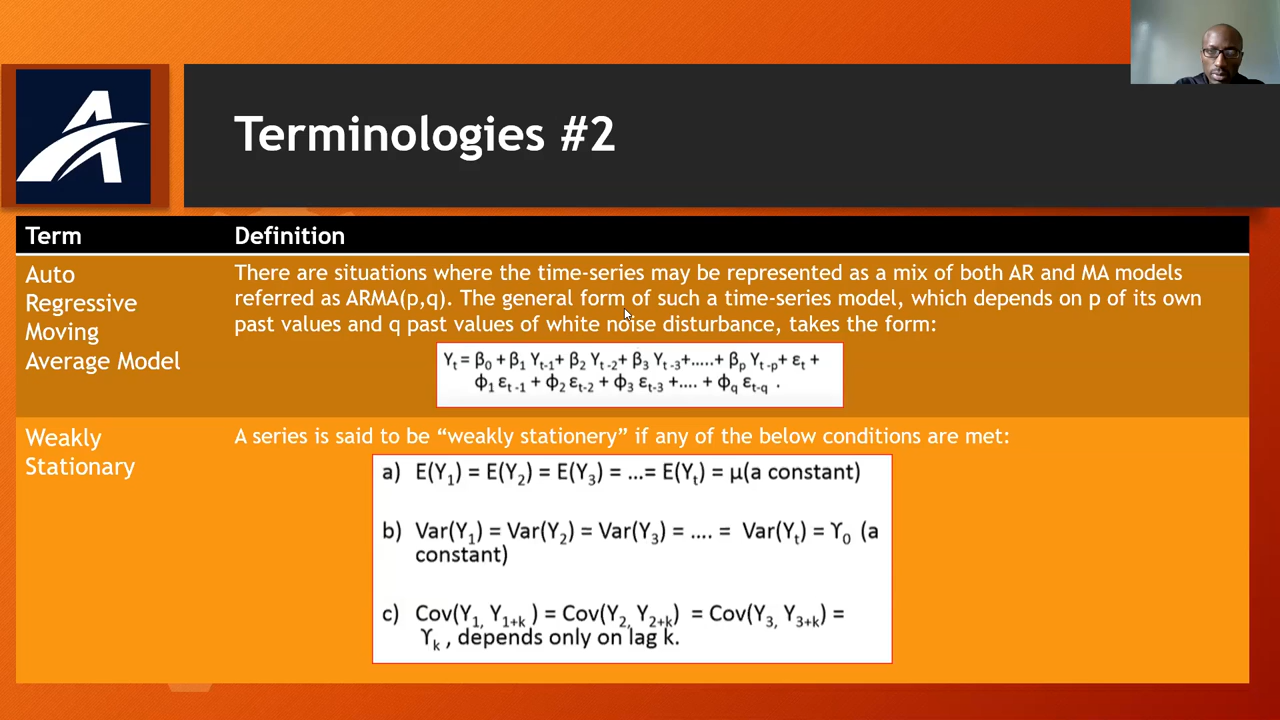 Terminologies #2
Term
Definition
Auto
Regressive
Moving
Average Model
There are situations where the time-series may be represented as a mix of both AR and MA models
referred as ARMA(p,q). The general form of such a time-series model, which depends on p of its own
past values and q past values of white noise disturbance, takes the form:
Yₜ = β₀ + β₁ Yₜ₋₁+ β₂ Yₜ₋₂+ β₃ Yₜ₋₃+.....+ βₚ Yₜ₋ₚ+ εₜ +
ɸ₁ εₜ₋₁ + ɸ₂ εₜ₋₂ + ɸ₃ εₜ₋₃ +.... + ɸ_q ε_t-q .
Weakly
Stationary
A series is said to be “weakly stationery” if any of the below conditions are met:
a) E(Y₁) = E(Y₂) = E(Y₃) = ...= E(Yₜ) = μ(a constant)
b) Var(Y₁) = Var(Y₂) = Var(Y₃) = .... = Var(Yₜ) = ϒ₀ (a
constant)
c) Cov(Y₁, Y₁₊ₖ ) = Cov(Y₂, Y₂₊ₖ) = Cov(Y₃, Y₃₊ₖ) =
ϒₖ , depends only on lag k.